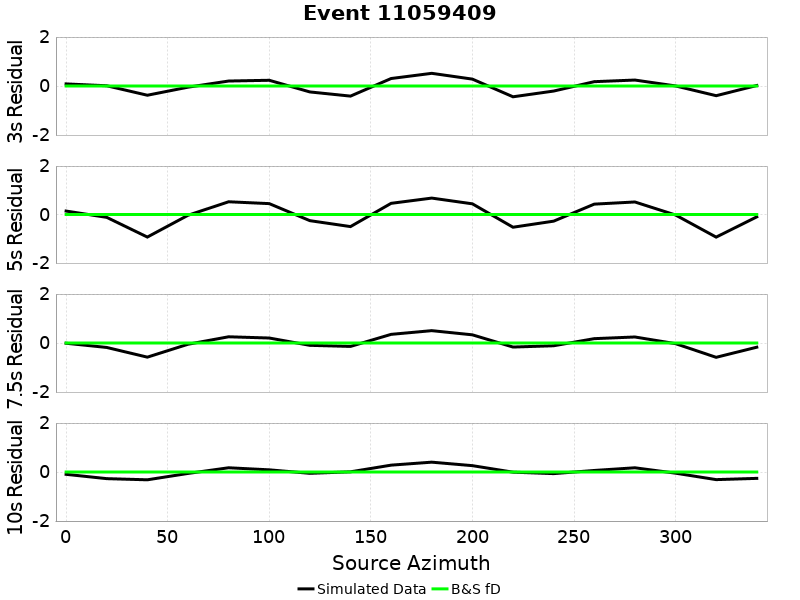 Event 11059409
3s Residual
2
0
-2
5s Residual
2
0
-2
7.5s Residual
2
0
-2
10s Residual
2
0
-2
0 50 100 150 200 250 300
Source Azimuth
Simulated Data B&S fD